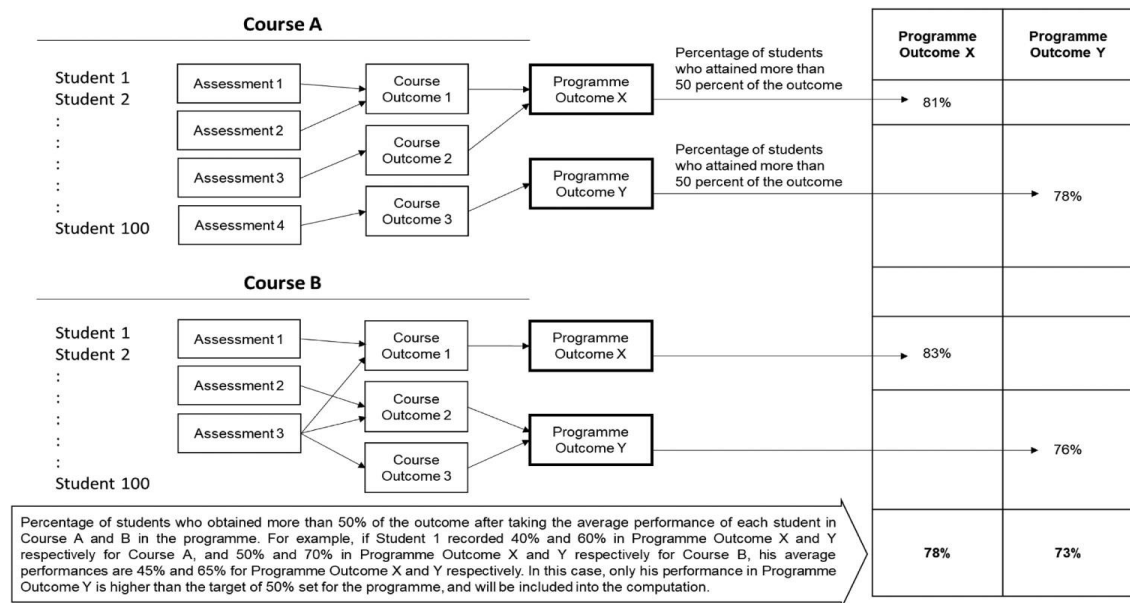 Course A
Student 1
Student 2
:
:
:
:
:
Student 100
Assessment 1
Assessment 2
Assessment 3
Assessment 4
Course
Outcome 1
Course
Outcome 2
Course
Outcome 3
Programme
Outcome X
Programme
Outcome Y
Percentage of students
who attained more than
50 percent of the outcome
Percentage of students
who attained more than
50 percent of the outcome
Programme
Outcome X
Programme
Outcome Y
81%
78%
Course B
Student 1
Student 2
:
:
:
:
:
Student 100
Assessment 1
Assessment 2
Assessment 3
Course
Outcome 1
Course
Outcome 2
Course
Outcome 3
Programme
Outcome X
Programme
Outcome Y
83%
76%
Percentage of students who obtained more than 50% of the outcome after taking the average performance of each student in
Course A and B in the programme. For example, if Student 1 recorded 40% and 60% in Programme Outcome X and Y
respectively for Course A, and 50% and 70% in Programme Outcome X and Y respectively for Course B, his average
performances are 45% and 65% for Programme Outcome X and Y respectively. In this case, only his performance in Programme
Outcome Y is higher than the target of 50% set for the programme, and will be included into the computation.
78%
73%